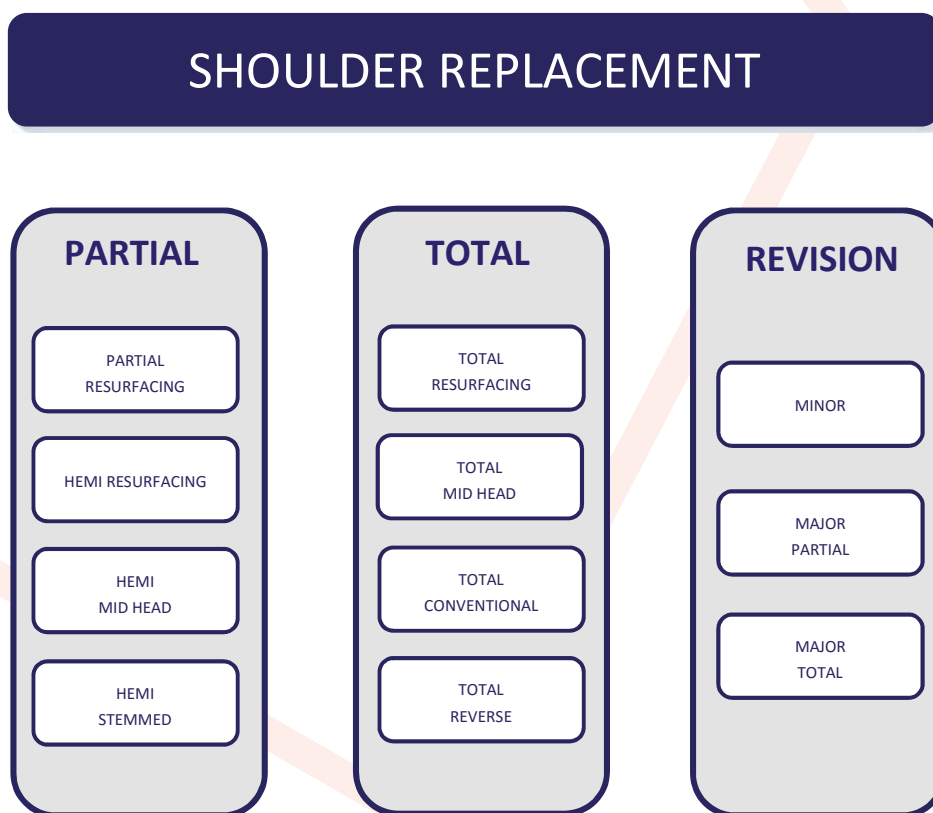 SHOULDER REPLACEMENT
PARTIAL
PARTIAL
RESURFACING
HEMI RESURFACING
HEMI
MID HEAD
HEMI
STEMMED
TOTAL
TOTAL
RESURFACING
TOTAL
MID HEAD
TOTAL
CONVENTIONAL
TOTAL
REVERSE
REVISION
MINOR
MAJOR
PARTIAL
MAJOR
TOTAL